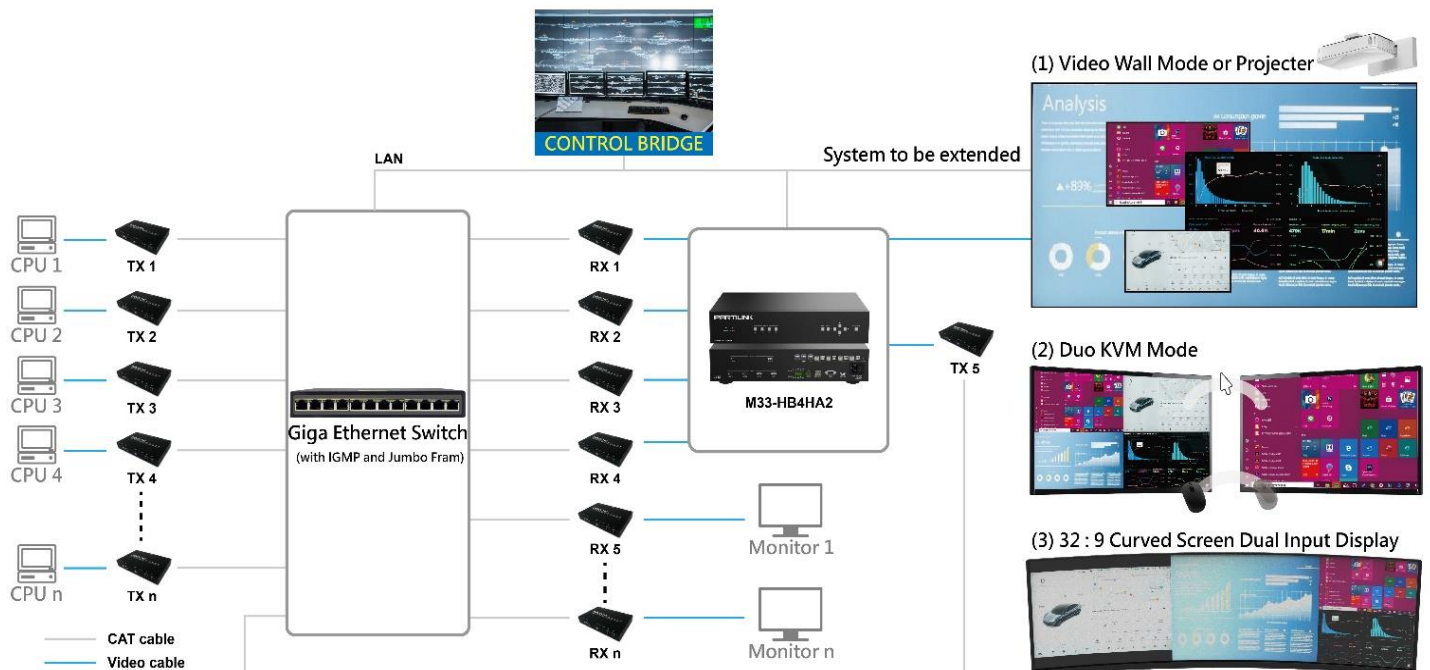 CONTROL BRIDGE
(1) Video Wall Mode or Projecter
Analysis
▲+89%
LAN
System to be extended
CPU 1
TX 1
RX 1
CPU 2
TX 2
RX 2
PARTILINK
TX 5
(2) Duo KVM Mode
CPU 3
TX 3
RX 3
M33-HB4HA2
Giga Ethernet Switch
(with IGMP and Jumbo Fram)
CPU 4
TX 4
RX 4
RX 5
Monitor 1
(3) 32 : 9 Curved Screen Dual Input Display
CPU n
TX n
RX n
Monitor n
CAT cable
Video cable